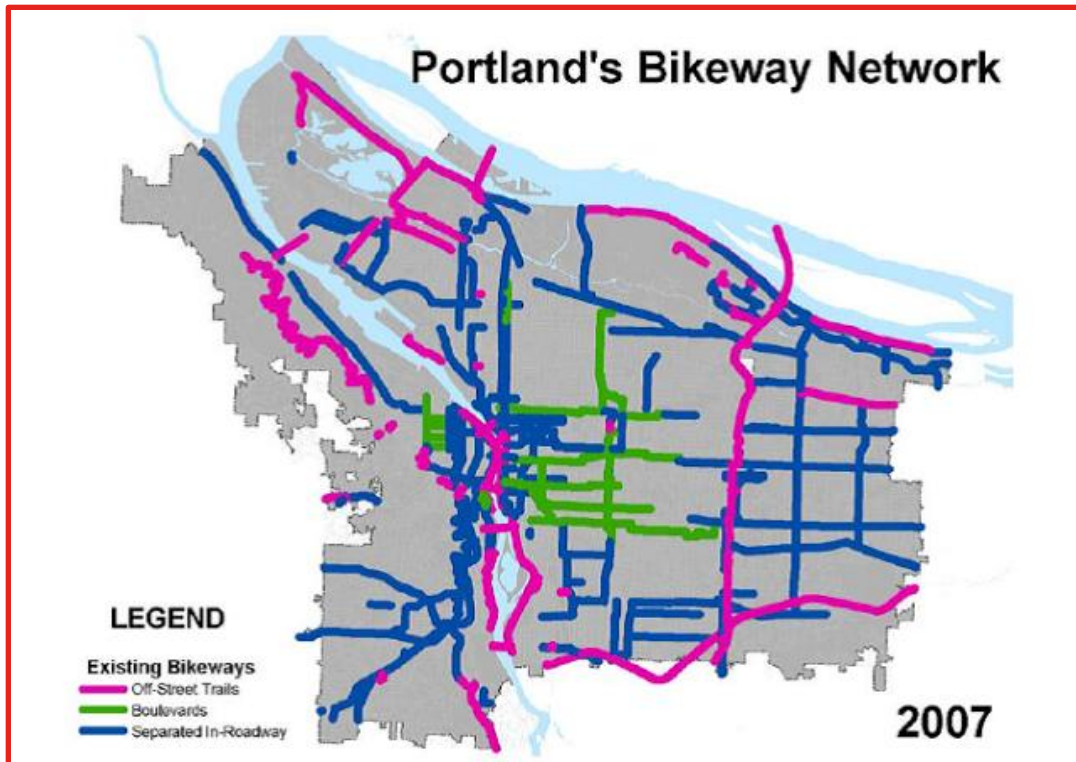 Portland's Bikeway Network
LEGEND
Existing Bikeways
Off-Street Trails
Boulevards
Separated In-Roadway
2007